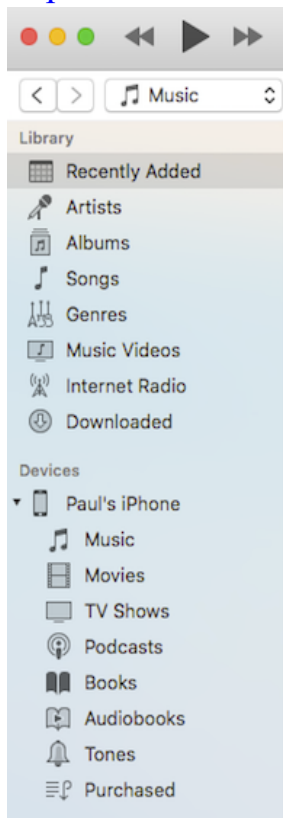 Music
Library
Recently Added
Artists
Albums
Songs
Genres
Music Videos
Internet Radio
Downloaded
Devices
Paul's iPhone
Music
Movies
TV Shows
Podcasts
Books
Audiobooks
Tones
Purchased